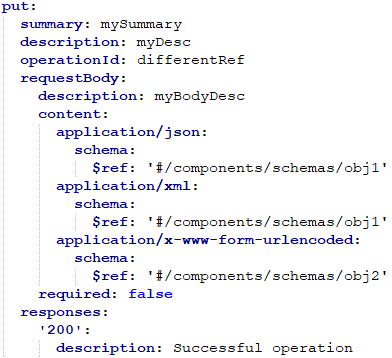 put:
  summary: mySummary
  description: myDesc
  operationId: differentRef
  requestBody:
    description: myBodyDesc
    content:
      application/json:
        schema:
          $ref: '#/components/schemas/obj1'
      application/xml:
        schema:
          $ref: '#/components/schemas/obj1'
      application/x-www-form-urlencoded:
        schema:
          $ref: '#/components/schemas/obj2'
    required: false
  responses:
    '200':
      description: Successful operation